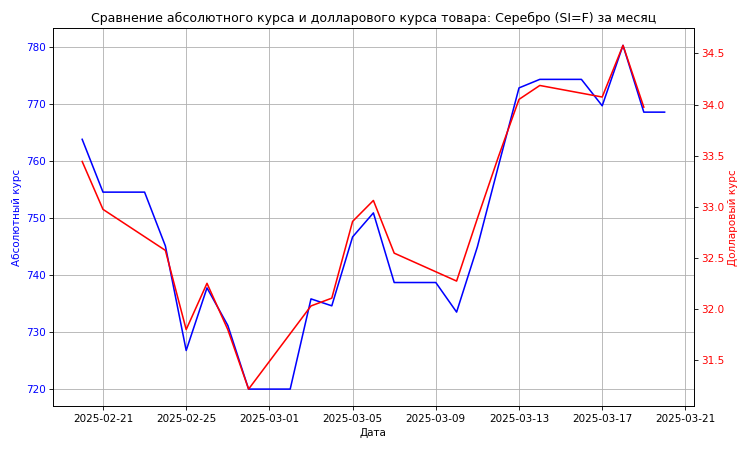 Сравнение абсолютного курса и долларового курса товара: Серебро (SI=F) за месяц
Абсолютный курс
780
770
760
750
740
730
720
34.5
34.0
33.5
33.0
32.5
32.0
31.5
Долларовый курс
2025-02-21 2025-02-25 2025-03-01 2025-03-05 2025-03-09 2025-03-13 2025-03-17 2025-03-21
Дата